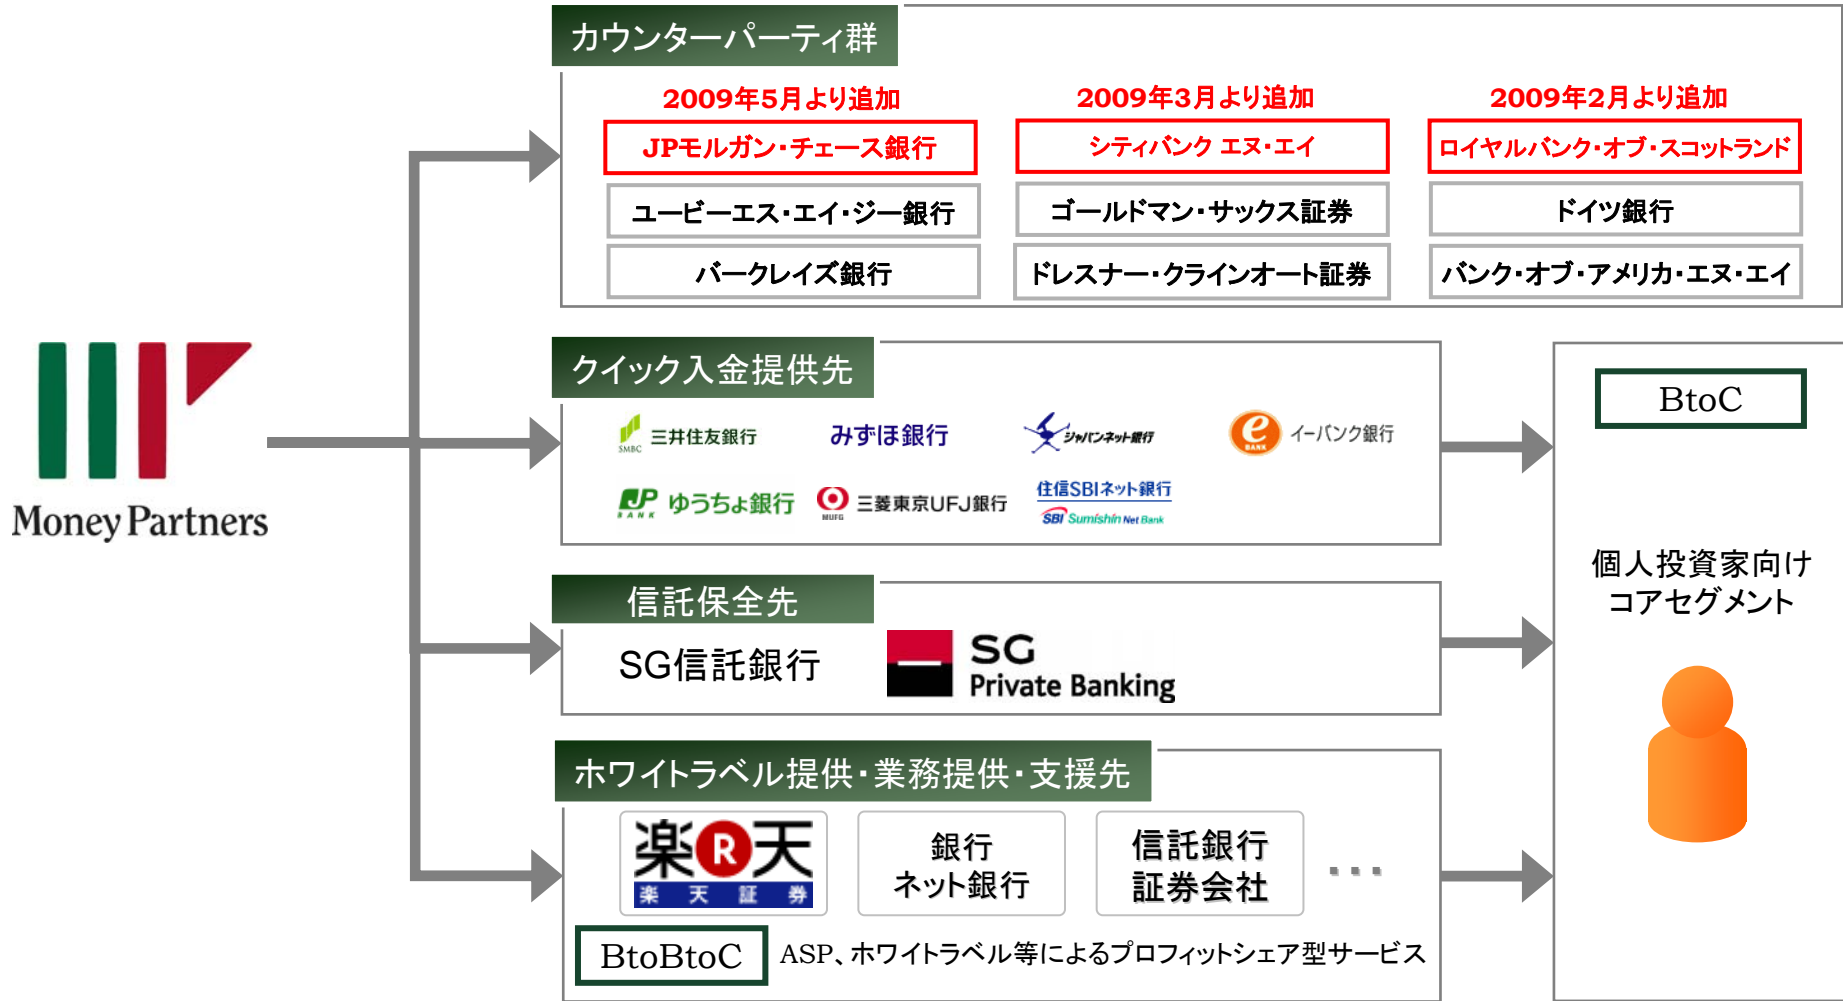 カウンターパーティ群
2009年5月より追加
2009年3月より追加
2009年2月より追加
JPモルガン・チェース銀行
シティバンク エヌ・エイ
ロイヤルバンク・オブ・スコットランド
ユービーエス・エイ・ジー銀行
ゴールドマン・サックス証券
ドイツ銀行
バークレイズ銀行
ドレスナー・クラインオート証券
バンク・オブ・アメリカ・エヌ・エイ
Money Partners
クイック入金提供先
SMBC 三井住友銀行
みずほ銀行
ジャパンネット銀行
e BANK イーバンク銀行
JP BANK ゆうちょ銀行
MUFG 三菱東京UFJ銀行
住信SBIネット銀行
SBI Sumishin Net Bank
信託保全先
SG信託銀行
SG
Private Banking
ホワイトラベル提供・業務提供・支援先
楽R天
楽天証券
銀行
ネット銀行
信託銀行
証券会社
...
BtoBtoC
ASP、ホワイトラベル等によるプロフィットシェア型サービス
BtoC
個人投資家向け
コアセグメント